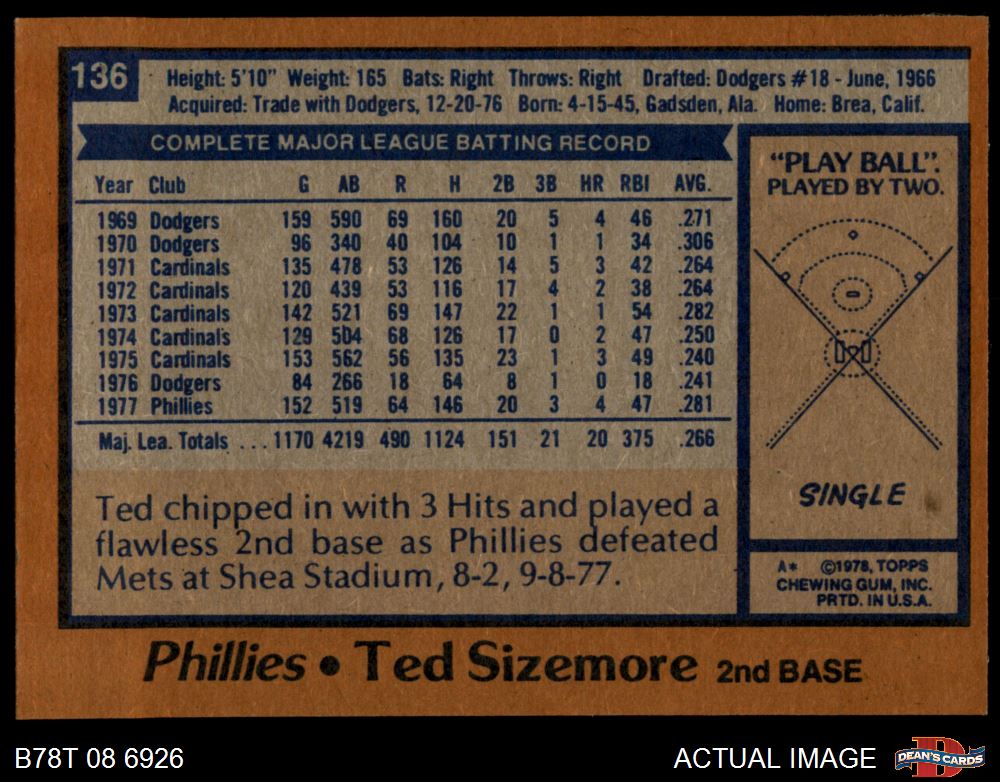 136
Height: 5'10" Weight: 165 Bats: Right Throws: Right Drafted: Dodgers #18 - June, 1966
Acquired: Trade with Dodgers, 12-20-76 Born: 4-15-45, Gadsden, Ala. Home: Brea, Calif.
COMPLETE MAJOR LEAGUE BATTING RECORD
Year Club G AB R H 2B 3B HR RBI AVG.
1969 Dodgers 159 590 69 160 20 5 4 46 .271
1970 Dodgers 96 340 40 104 10 1 1 34 .306
1971 Cardinals 135 478 53 126 14 5 3 42 .264
1972 Cardinals 120 439 53 116 17 4 2 38 .264
1973 Cardinals 142 521 69 147 22 1 1 54 .282
1974 Cardinals 129 504 68 126 17 0 2 47 .250
1975 Cardinals 153 562 56 135 23 1 3 49 .240
1976 Dodgers 84 266 18 64 8 1 0 18 .241
1977 Phillies 152 519 64 146 20 3 4 47 .281
Maj. Lea. Totals ... 1170 4219 490 1124 151 21 20 375 .266
Ted chipped in with 3 Hits and played a
flawless 2nd base as Phillies defeated
Mets at Shea Stadium, 8-2, 9-8-77.
"PLAY BALL".
PLAYED BY TWO.
SINGLE
A* ©1978, TOPPS
CHEWING GUM, INC.
PRTD. IN U.S.A.
Phillies • Ted Sizemore 2nd BASE
B78T 08 6926
ACTUAL IMAGE
D
DEAN'S CARDS